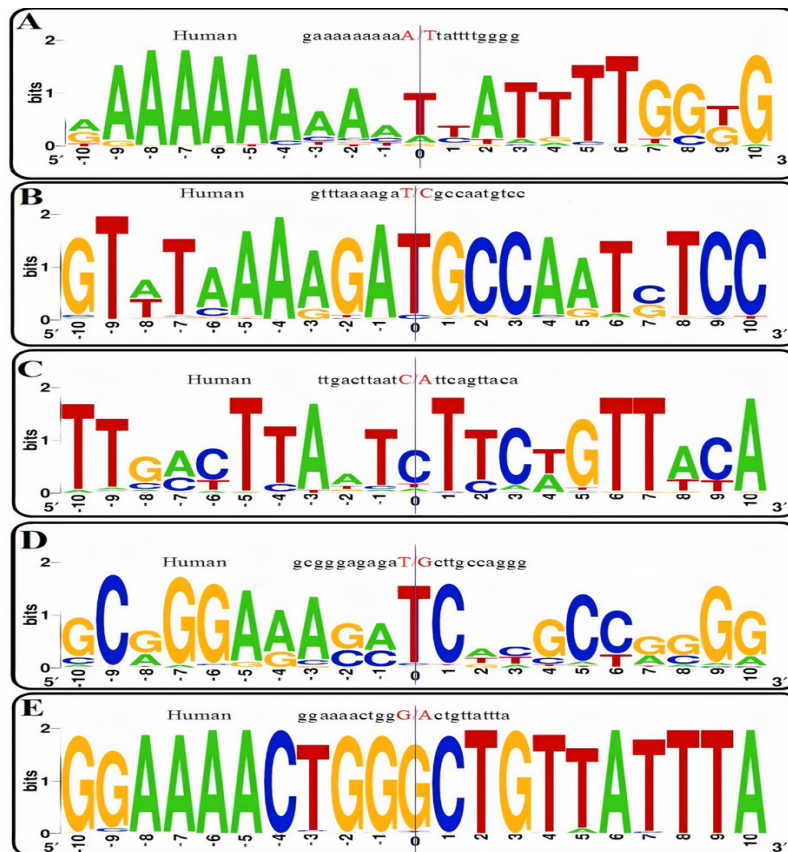 A
Human gaaaaaaaaaA/Ttattttgggg
2
bits
1
AAAAAAAAAATTATTTTGGTG
0
5´ -10 -9 -8 -7 -6 -5 -4 -3 -2 -1 0 1 2 3 4 5 6 7 8 9 10 3´
B
Human gtttaaaagaT/Cgccaatgtcc
2
bits
1
GTATAAAAGATGCCAATCTCC
0
5´ -10 -9 -8 -7 -6 -5 -4 -3 -2 -1 0 1 2 3 4 5 6 7 8 9 10 3´
C
Human ttgacttaatC/Attcagttaca
2
bits
1
TTGACTTAATCTTCTGTTACA
0
5´ -10 -9 -8 -7 -6 -5 -4 -3 -2 -1 0 1 2 3 4 5 6 7 8 9 10 3´
D
Human gcgggagagaT/Gcttgccaggg
2
bits
1
GCGGGAAAGATCACGCCGGGG
0
5´ -10 -9 -8 -7 -6 -5 -4 -3 -2 -1 0 1 2 3 4 5 6 7 8 9 10 3´
E
Human ggaaaactggG/Actgttattta
2
bits
1
GGAAAACTGGGCTGTTATTTA
0
5´ -10 -9 -8 -7 -6 -5 -4 -3 -2 -1 0 1 2 3 4 5 6 7 8 9 10 3´